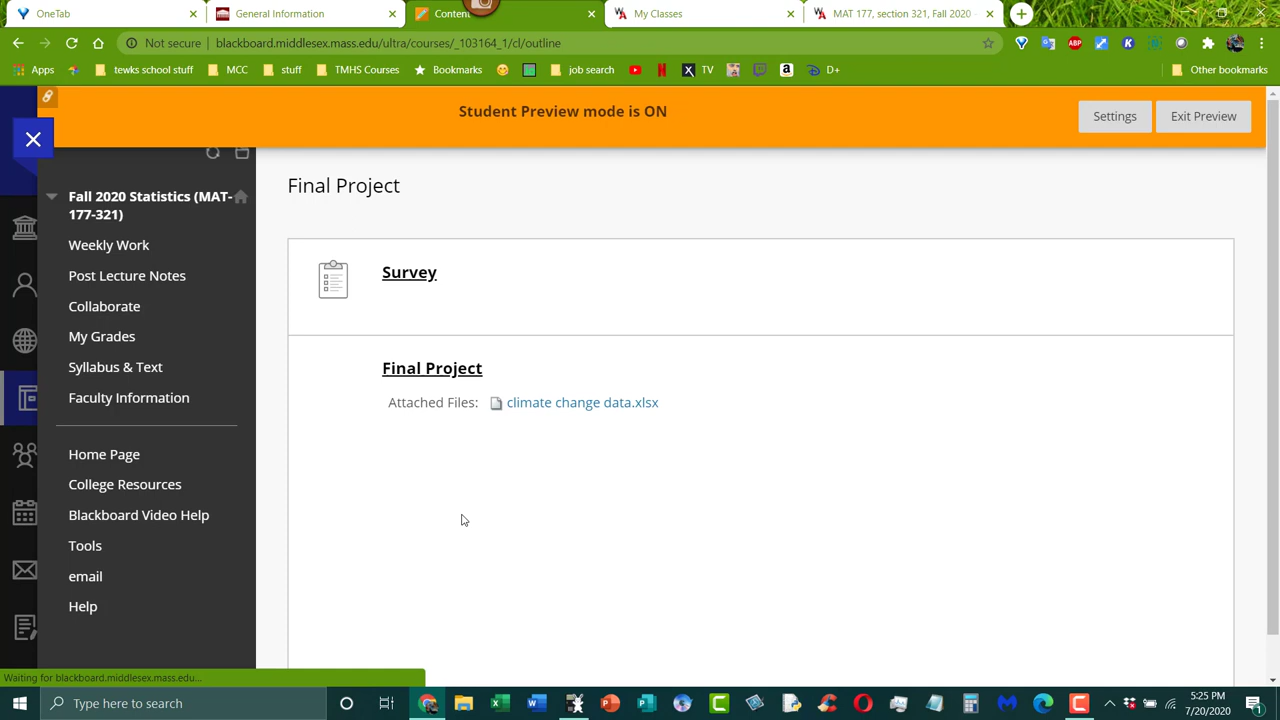 OneTab
General Information
Conten
My Classes
MAT 177, section 321, Fall 2020
Not secure
blackboard.middlesex.mass.edu/ultra/courses/_103164_1/cl/outline
Apps
tewks school stuff
MCC
stuff
TMHS Courses
Bookmarks
job search
TV
D+
Other bookmarks
Student Preview mode is ON
Settings
Exit Preview
Fall 2020 Statistics (MAT-
177-321)
Weekly Work
Post Lecture Notes
Collaborate
My Grades
Syllabus & Text
Faculty Information
Home Page
College Resources
Blackboard Video Help
Tools
email
Help
Final Project
Survey
Final Project
Attached Files: climate change data.xlsx
Waiting for blackboard.middlesex.mass.edu...
Type here to search
5:25 PM
7/20/2020